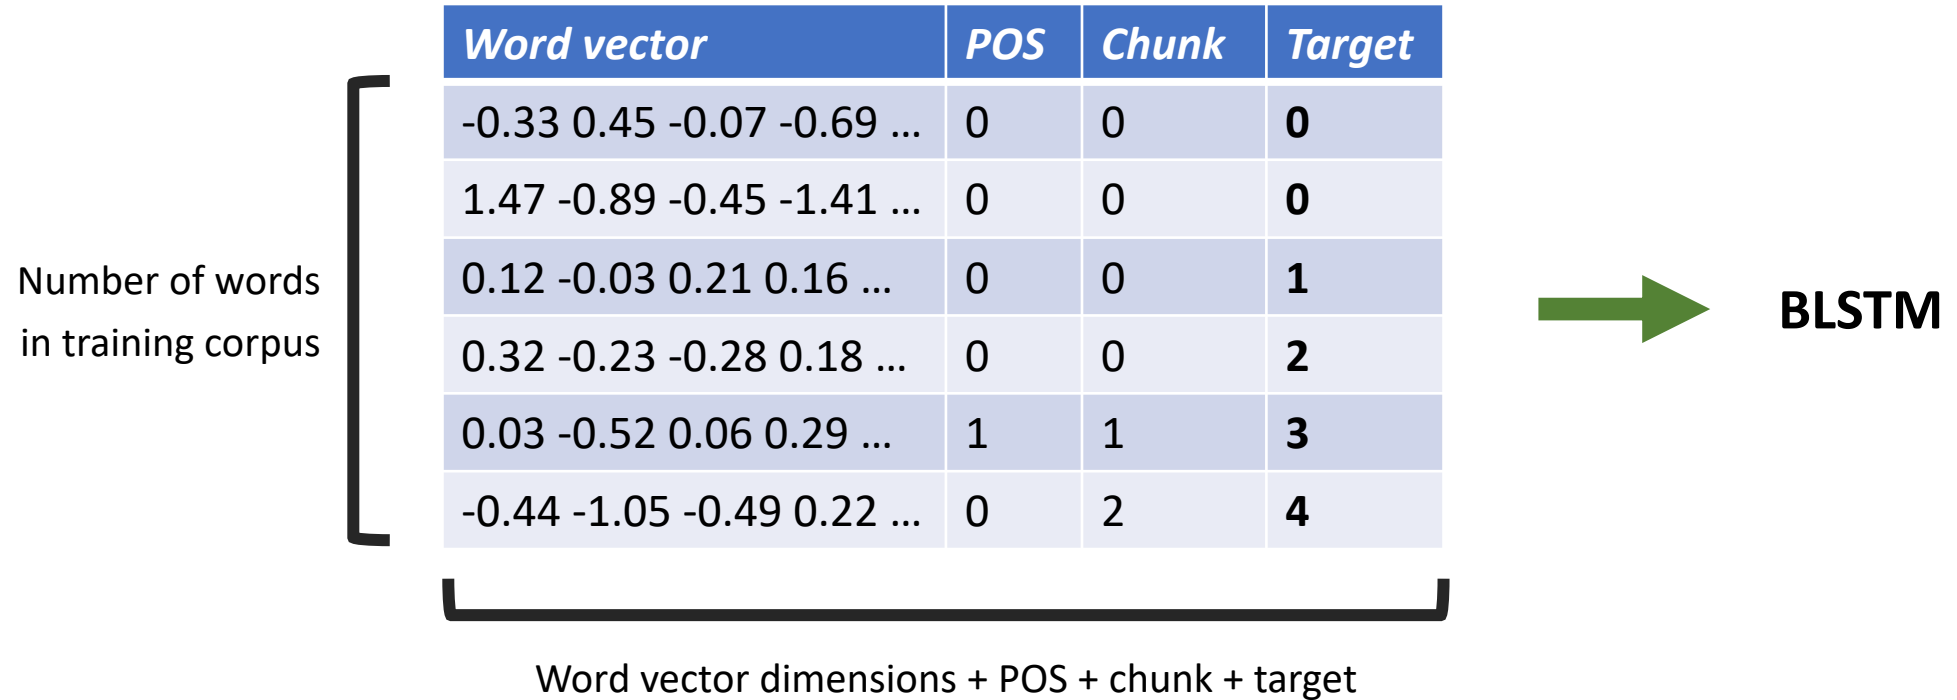 Word vector POS Chunk Target
-0.33 0.45 -0.07 -0.69 ... 0 0 0
1.47 -0.89 -0.45 -1.41 ... 0 0 0
0.12 -0.03 0.21 0.16 ... 0 0 1
0.32 -0.23 -0.28 0.18 ... 0 0 2
0.03 -0.52 0.06 0.29 ... 1 1 3
-0.44 -1.05 -0.49 0.22 ... 0 2 4
Number of words
in training corpus
BLSTM
Word vector dimensions + POS + chunk + target